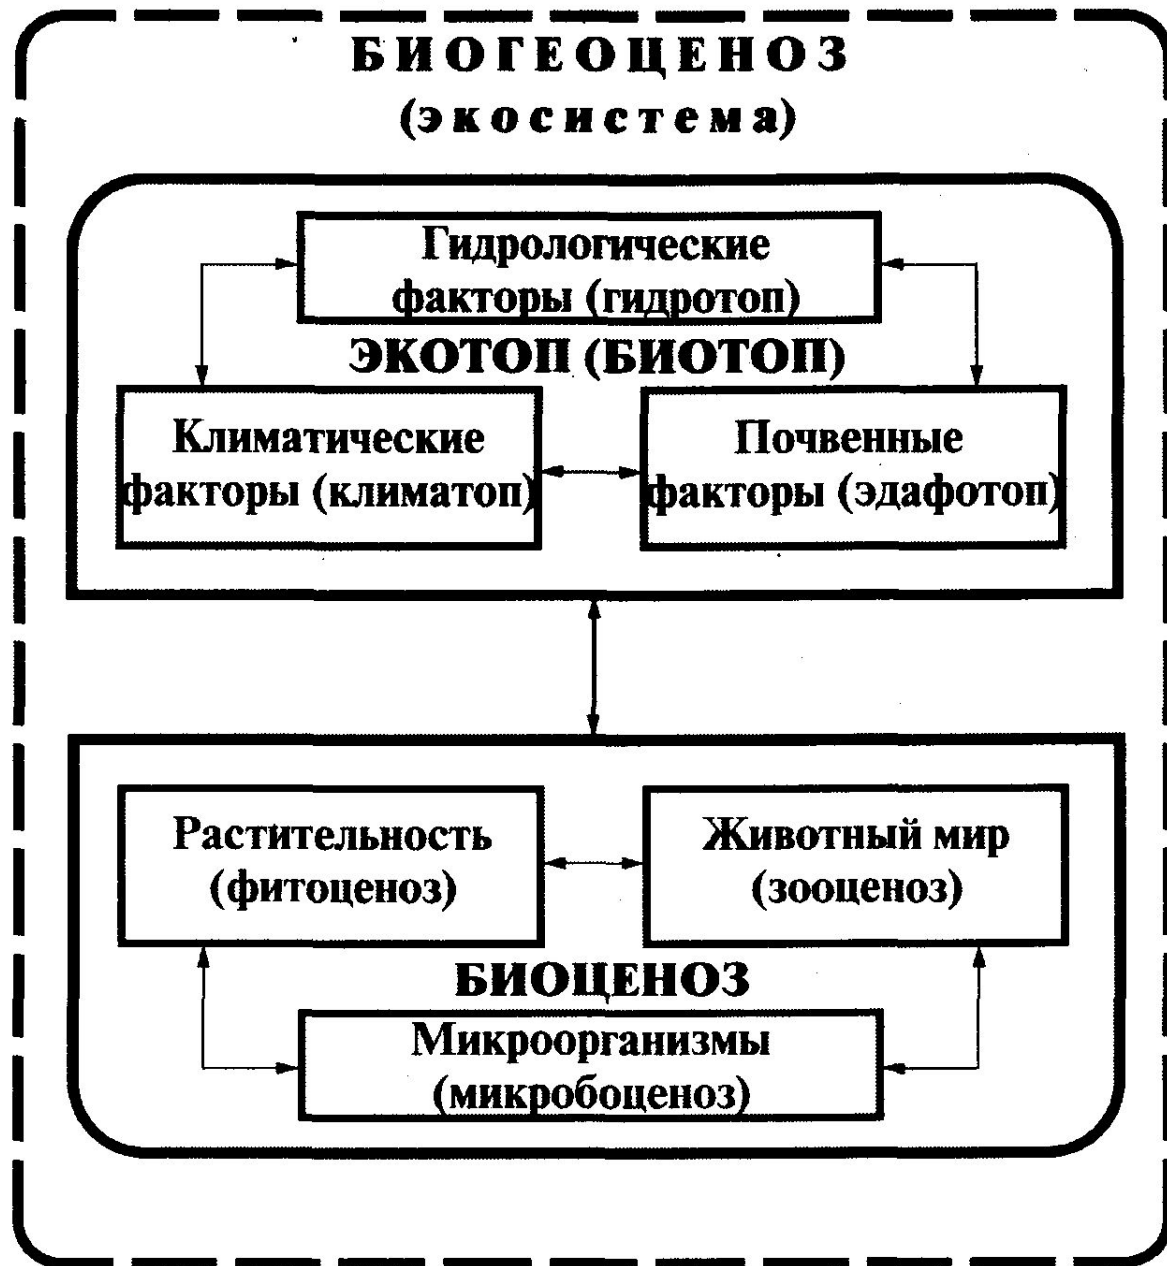 БИОГЕОЦЕНОЗ
(экосистема)
Гидрологические
факторы (гидротоп)
ЭКОТОП (БИОТОП)
Климатические
факторы (климатоп)
Почвенные
факторы (эдафотоп)
Растительность
(фитоценоз)
Животный мир
(зооценоз)
БИОЦЕНОЗ
Микроорганизмы
(микробоценоз)